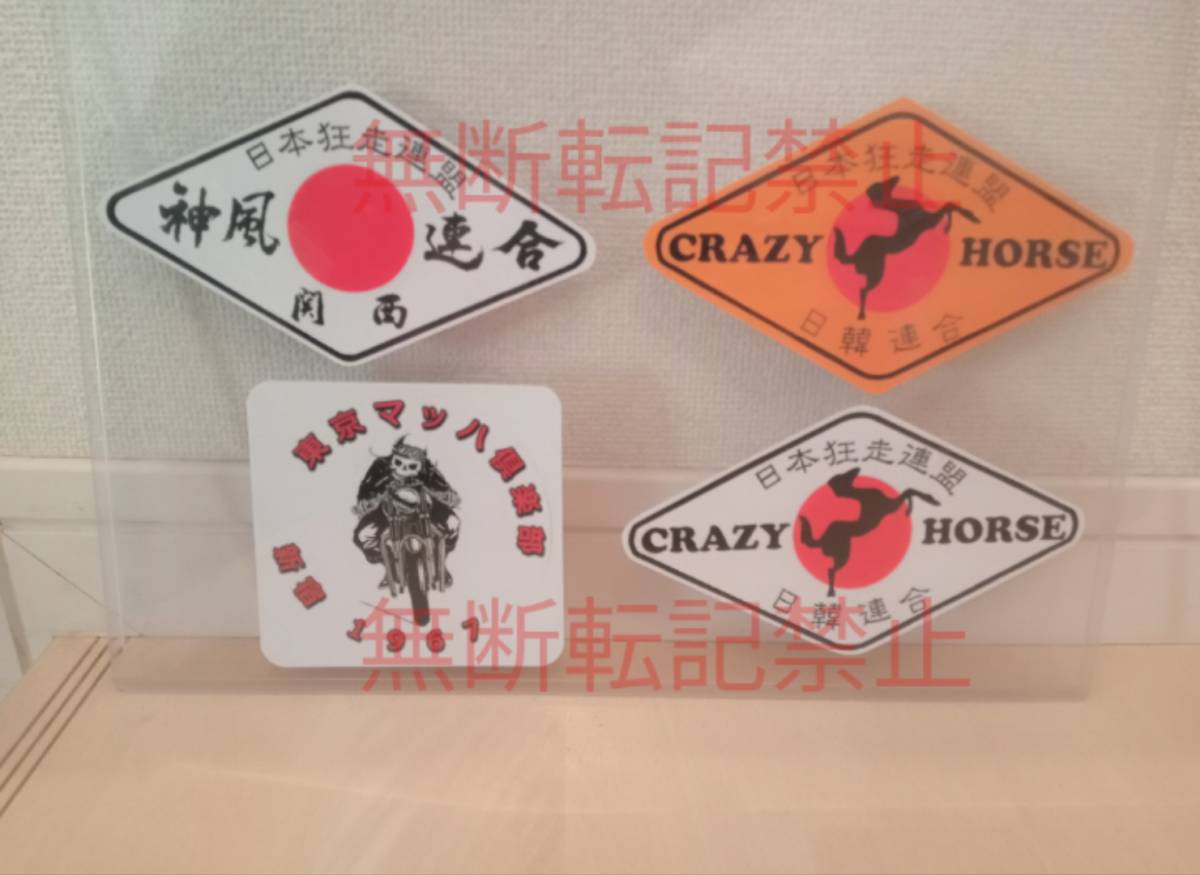 日本狂走連盟
神風 連合
関西
日本狂走連盟
CRAZY HORSE
日韓連合
東京マッハ倶楽部
新宿
1967
日本狂走連盟
CRAZY HORSE
日韓連合
無断転記禁止
無断転記禁止